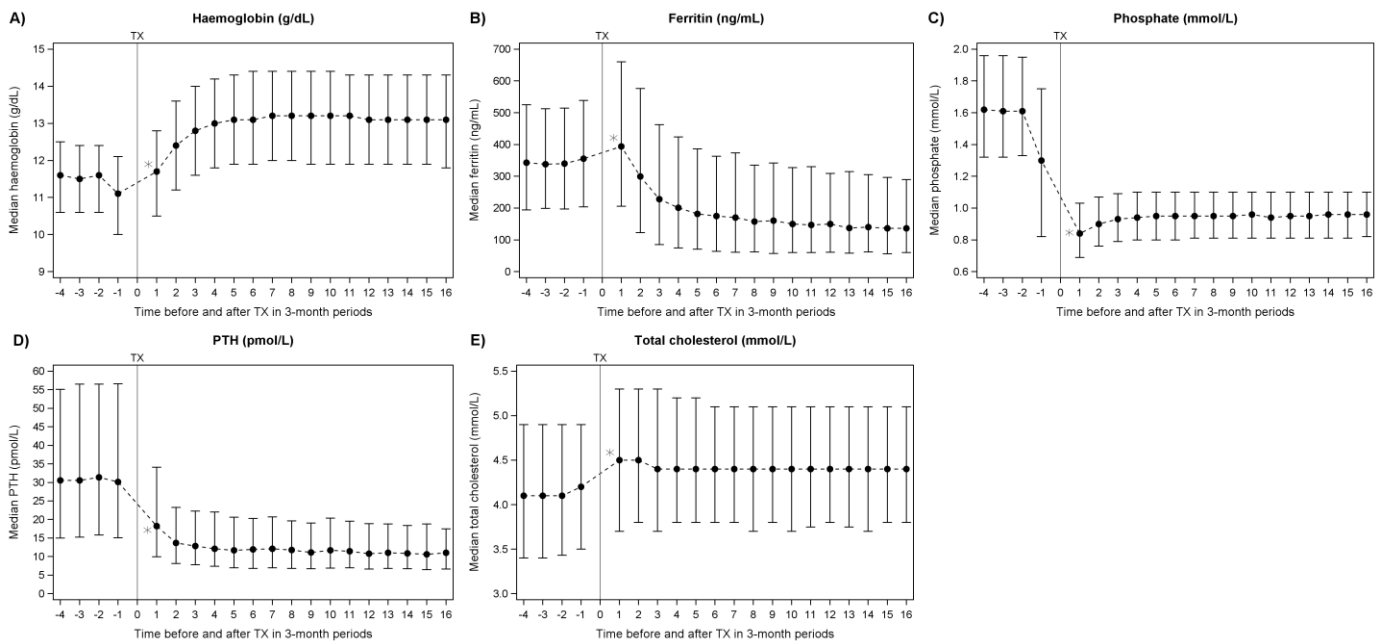 A) Haemoglobin (g/dL)
TX
Median haemoglobin (g/dL)
15
14
13
12
11
10
9
*
-4 -3 -2 -1 0 1 2 3 4 5 6 7 8 9 10 11 12 13 14 15 16
Time before and after TX in 3-month periods
B) Ferritin (ng/mL)
TX
Median ferritin (ng/mL)
700
600
500
400
300
200
100
0
*
-4 -3 -2 -1 0 1 2 3 4 5 6 7 8 9 10 11 12 13 14 15 16
Time before and after TX in 3-month periods
C) Phosphate (mmol/L)
TX
Median phosphate (mmol/L)
2.0
1.8
1.6
1.4
1.2
1.0
0.8
0.6
*
-4 -3 -2 -1 0 1 2 3 4 5 6 7 8 9 10 11 12 13 14 15 16
Time before and after TX in 3-month periods
D) PTH (pmol/L)
TX
Median PTH (pmol/L)
60
55
50
45
40
35
30
25
20
15
10
5
0
*
-4 -3 -2 -1 0 1 2 3 4 5 6 7 8 9 10 11 12 13 14 15 16
Time before and after TX in 3-month periods
E) Total cholesterol (mmol/L)
TX
Median total cholesterol (mmol/L)
5.5
5.0
4.5
4.0
3.5
3.0
*
-4 -3 -2 -1 0 1 2 3 4 5 6 7 8 9 10 11 12 13 14 15 16
Time before and after TX in 3-month periods